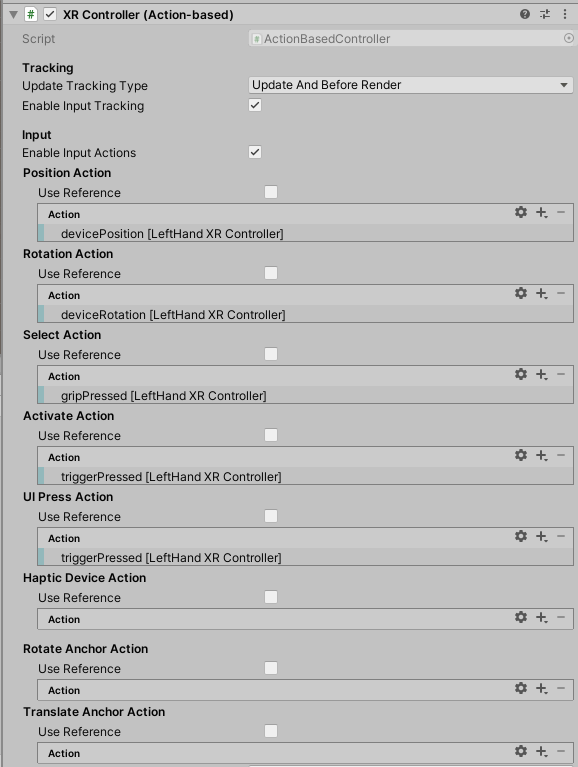 XR Controller (Action-based)
Script ActionBasedController
Tracking
Update Tracking Type Update And Before Render
Enable Input Tracking
Input
Enable Input Actions
Position Action
Use Reference
Action
devicePosition [LeftHand XR Controller]
Rotation Action
Use Reference
Action
deviceRotation [LeftHand XR Controller]
Select Action
Use Reference
Action
gripPressed [LeftHand XR Controller]
Activate Action
Use Reference
Action
triggerPressed [LeftHand XR Controller]
UI Press Action
Use Reference
Action
triggerPressed [LeftHand XR Controller]
Haptic Device Action
Use Reference
Action
Rotate Anchor Action
Use Reference
Action
Translate Anchor Action
Use Reference
Action